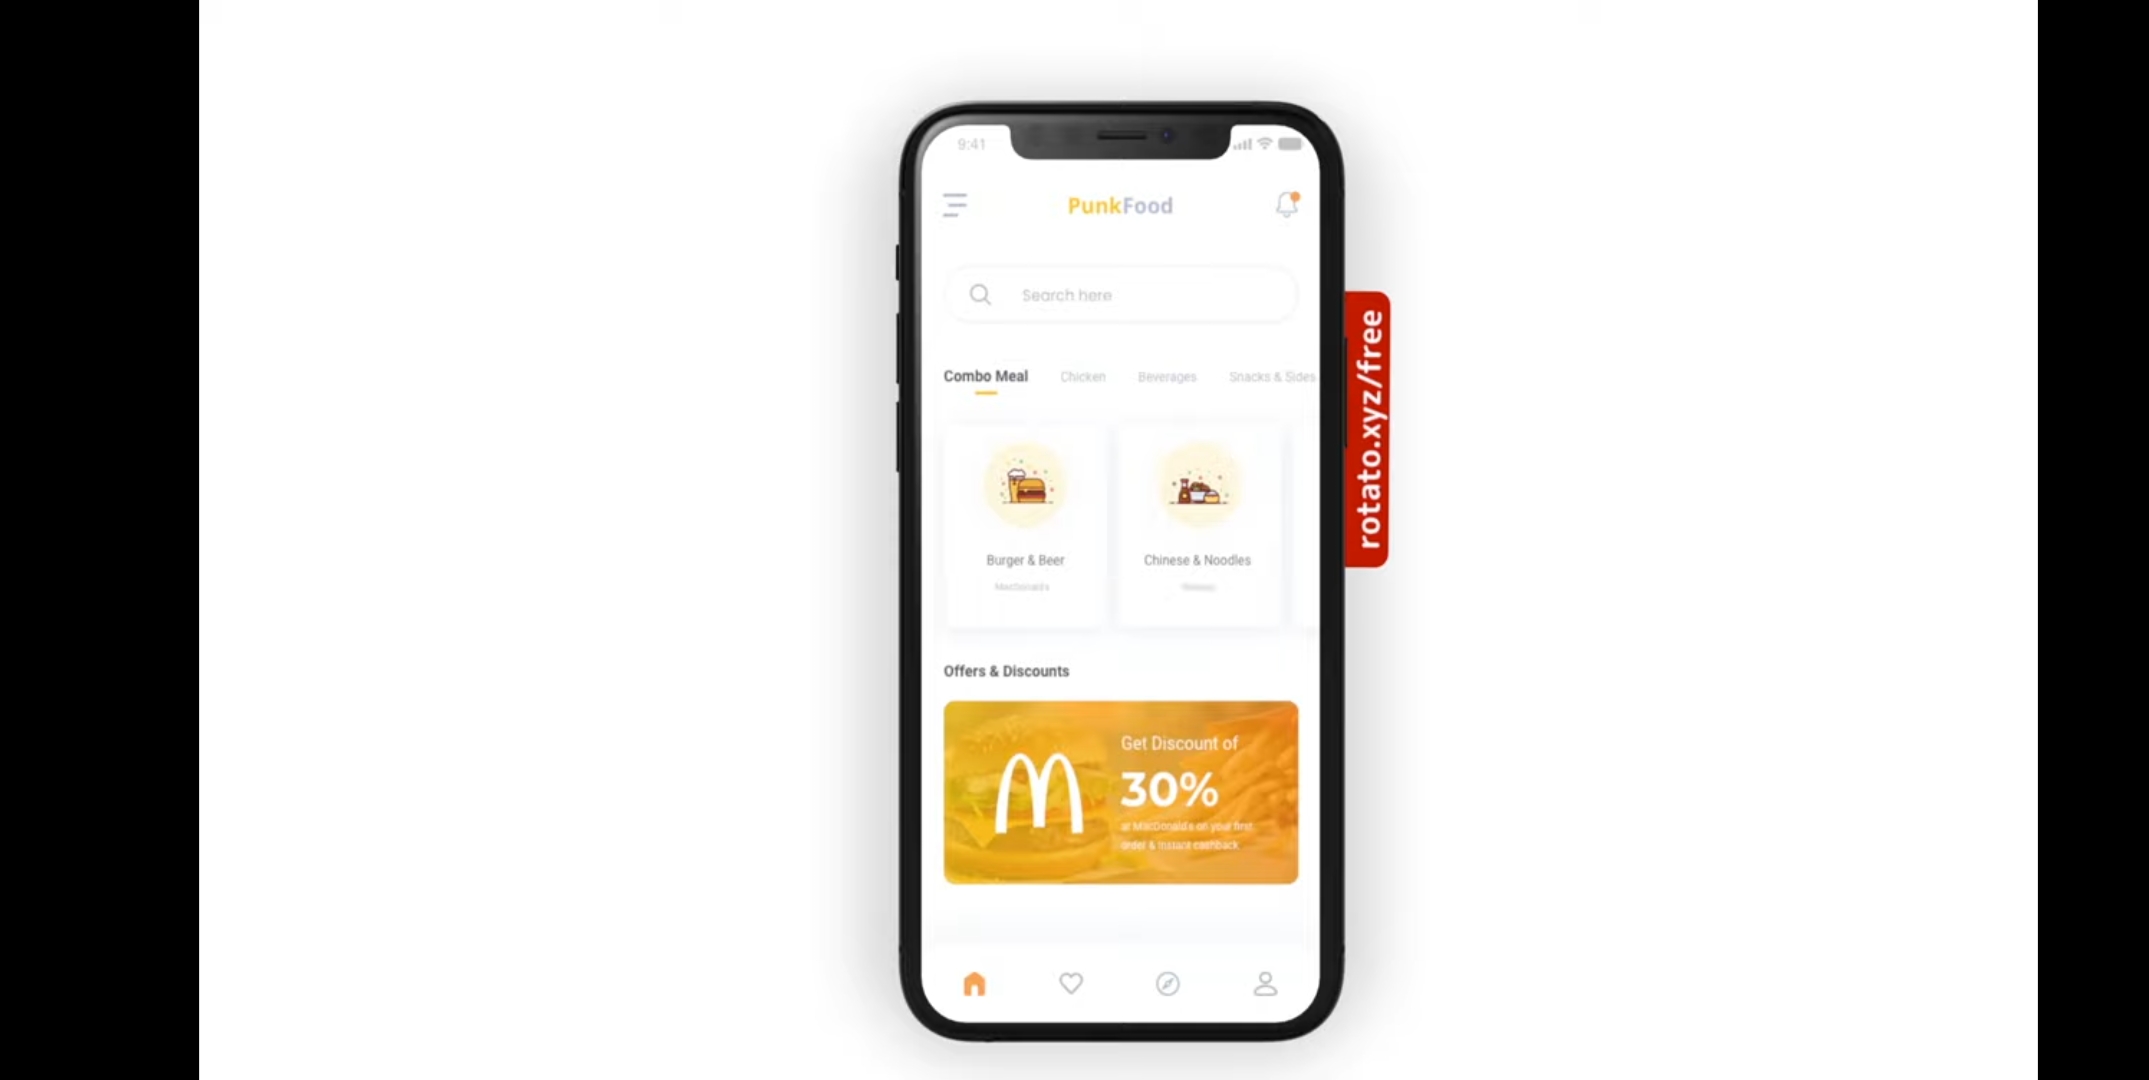 9:41
PunkFood
Search here
Combo Meal
Chicken
Beverages
Snacks & Sides
Burger & Beer
MacDonald's
Chinese & Noodles
Offers & Discounts
Get Discount of
30%
at MacDonald's on your first
order & instant cashback
rotato.xyz/free